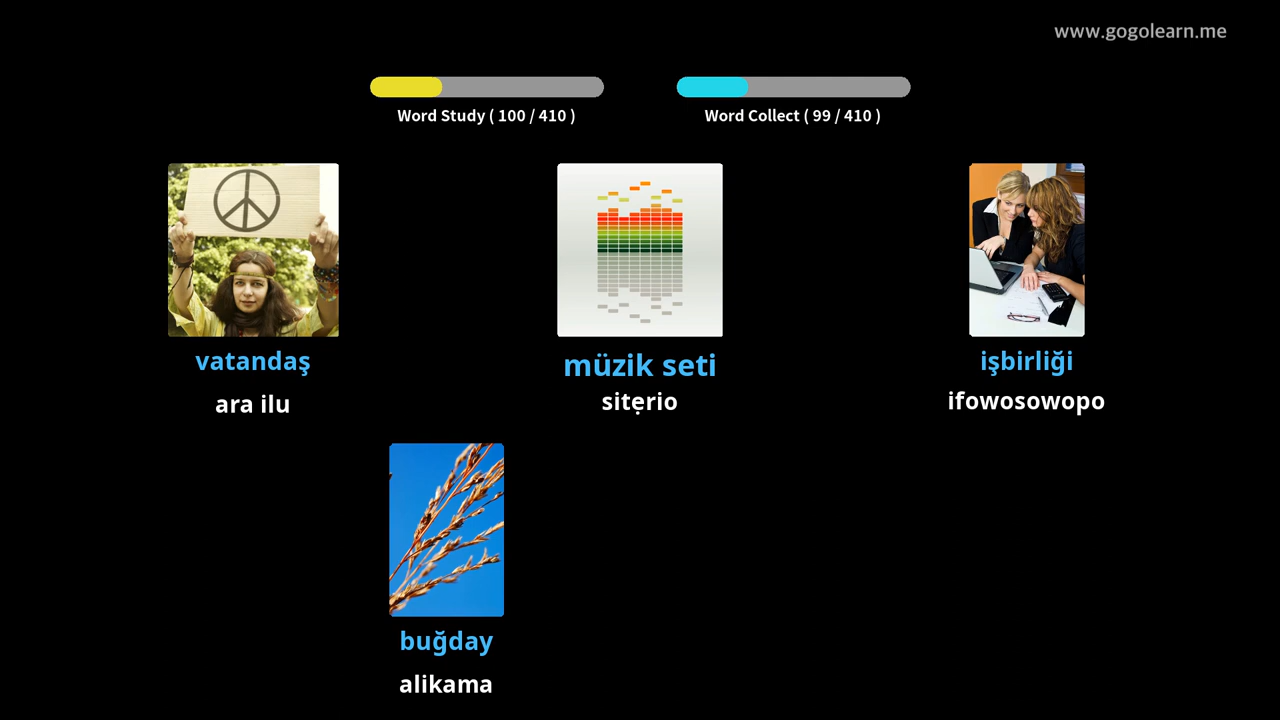 www.gogolearn.me
Word Study ( 100 / 410 )
Word Collect ( 99 / 410 )
vatandaş
ara ilu
müzik seti
sitẹrio
işbirliği
ifowosowopo
buğday
alikama